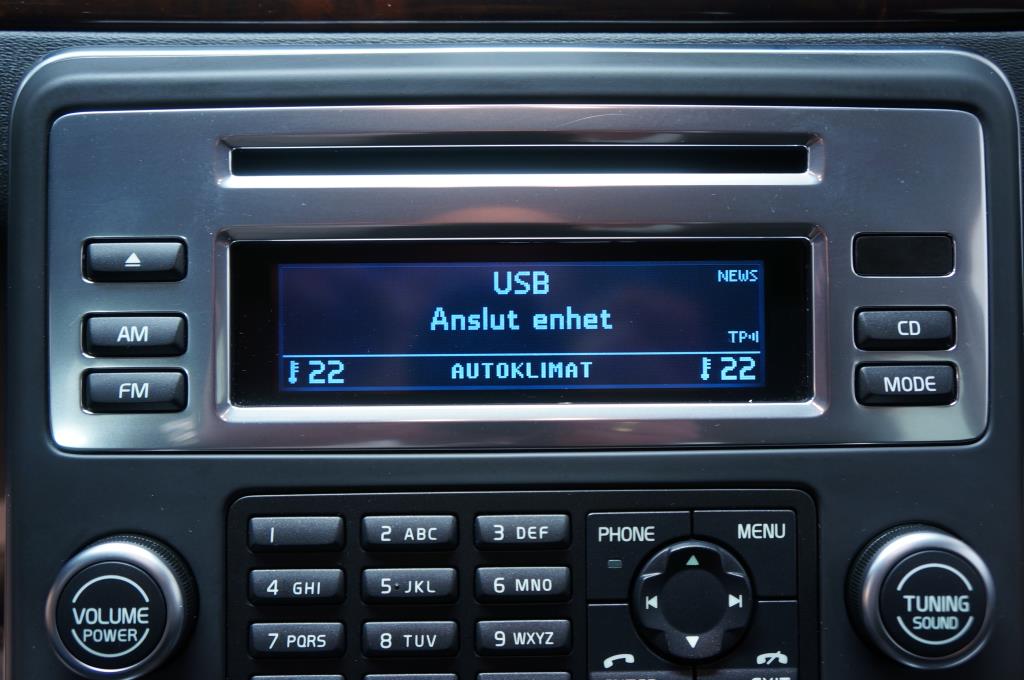 USB
NEWS
Anslut enhet
TP
22 AUTOKLIMAT 22
AM
FM
CD
MODE
1
2 ABC
3 DEF
4 GHI
5 JKL
6 MNO
7 PQRS
8 TUV
9 WXYZ
PHONE
MENU
VOLUME
POWER
TUNING
SOUND